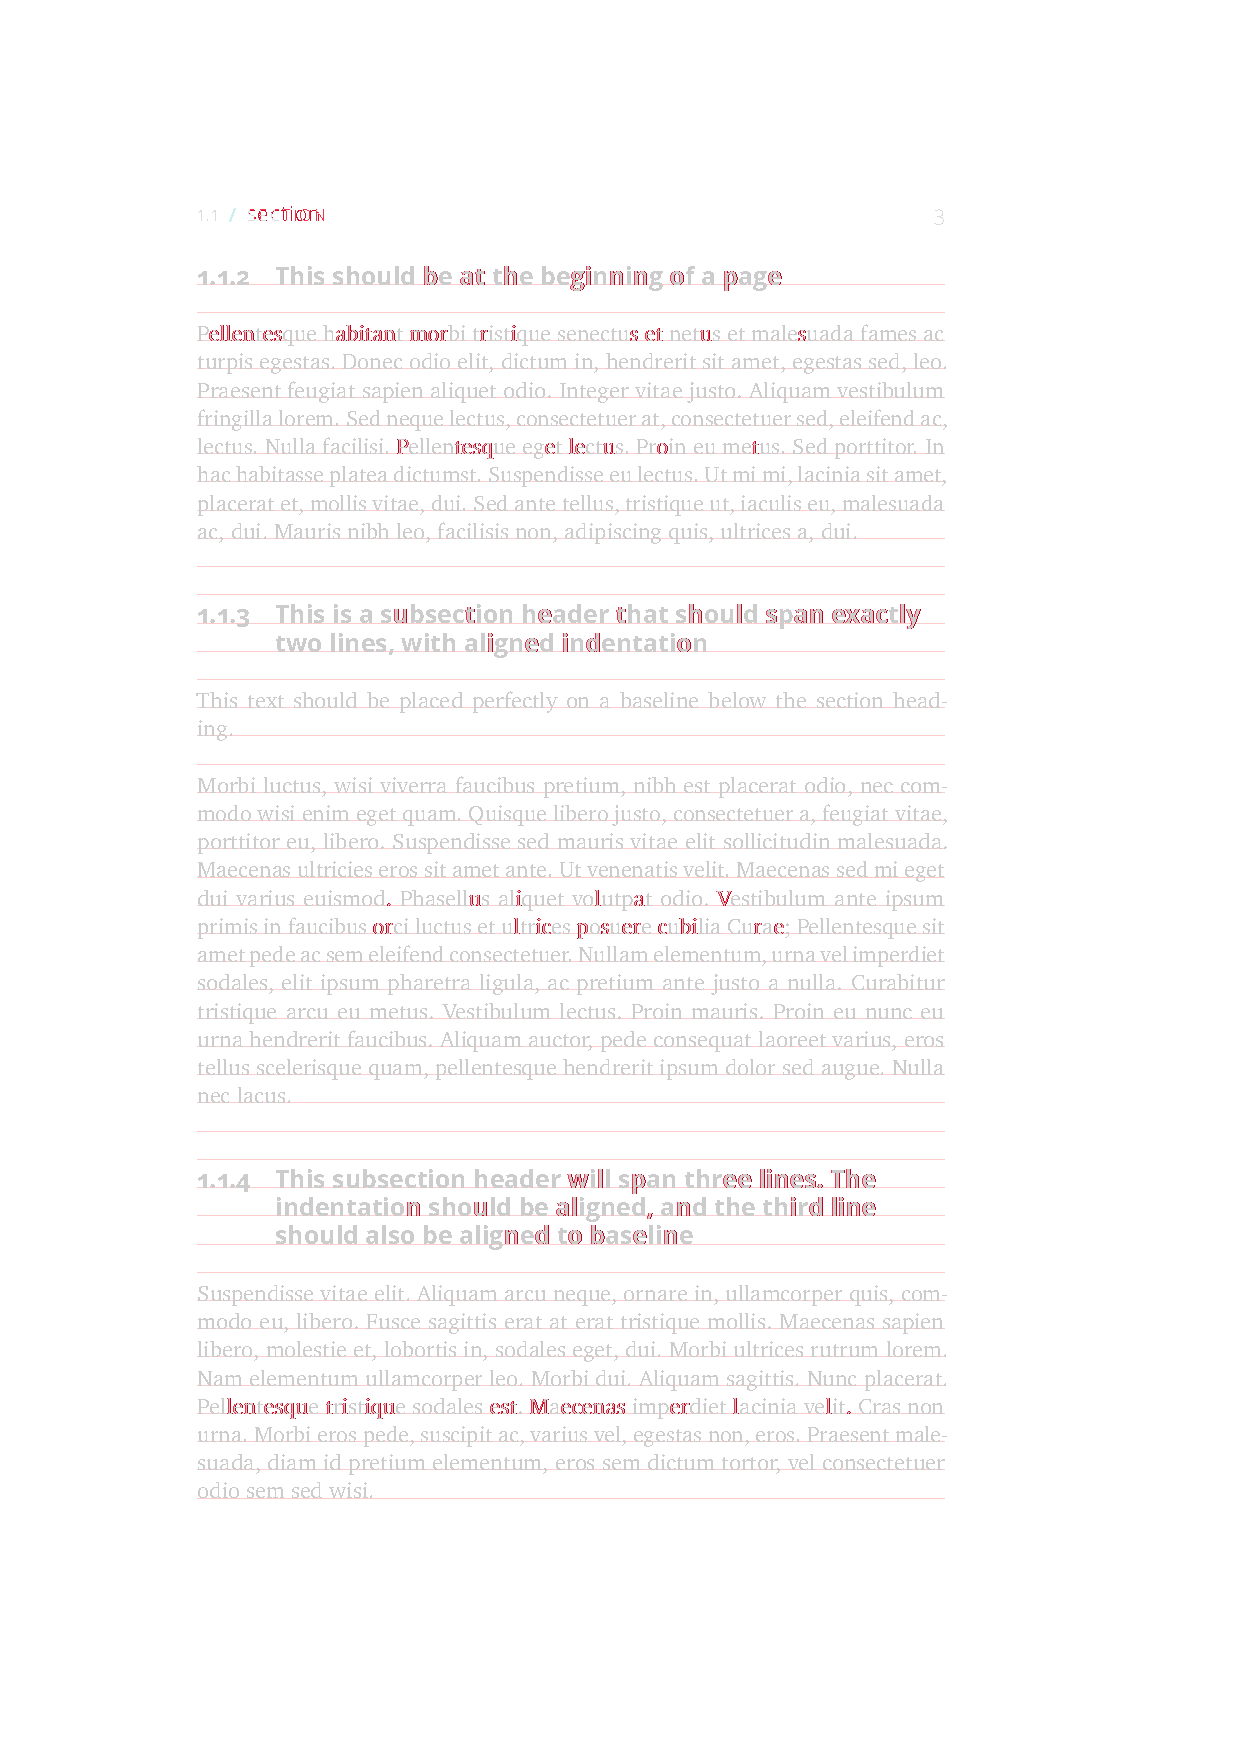 1.1 / section 3
1.1.2 This should be at the beginning of a page
Pellentesque habitant morbi tristique senectus et netus et malesuada fames ac
turpis egestas. Donec odio elit, dictum in, hendrerit sit amet, egestas sed, leo.
Praesent feugiat sapien aliquet odio. Integer vitae justo. Aliquam vestibulum
fringilla lorem. Sed neque lectus, consectetuer at, consectetuer sed, eleifend ac,
lectus. Nulla facilisi. Pellentesque eget lectus. Proin eu metus. Sed porttitor. In
hac habitasse platea dictumst. Suspendisse eu lectus. Ut mi mi, lacinia sit amet,
placerat et, mollis vitae, dui. Sed ante tellus, tristique ut, iaculis eu, malesuada
ac, dui. Mauris nibh leo, facilisis non, adipiscing quis, ultrices a, dui.
1.1.3 This is a subsection header that should span exactly
two lines, with aligned indentation
This text should be placed perfectly on a baseline below the section head-
ing.
Morbi luctus, wisi viverra faucibus pretium, nibh est placerat odio, nec com-
modo wisi enim eget quam. Quisque libero justo, consectetuer a, feugiat vitae,
porttitor eu, libero. Suspendisse sed mauris vitae elit sollicitudin malesuada.
Maecenas ultricies eros sit amet ante. Ut venenatis velit. Maecenas sed mi eget
dui varius euismod. Phasellus aliquet volutpat odio. Vestibulum ante ipsum
primis in faucibus orci luctus et ultrices posuere cubilia Curae; Pellentesque sit
amet pede ac sem eleifend consectetuer. Nullam elementum, urna vel imperdiet
sodales, elit ipsum pharetra ligula, ac pretium ante justo a nulla. Curabitur
tristique arcu eu metus. Vestibulum lectus. Proin mauris. Proin eu nunc eu
urna hendrerit faucibus. Aliquam auctor, pede consequat laoreet varius, eros
tellus scelerisque quam, pellentesque hendrerit ipsum dolor sed augue. Nulla
nec lacus.
1.1.4 This subsection header will span three lines. The
indentation should be aligned, and the third line
should also be aligned to baseline
Suspendisse vitae elit. Aliquam arcu neque, ornare in, ullamcorper quis, com-
modo eu, libero. Fusce sagittis erat at erat tristique mollis. Maecenas sapien
libero, molestie et, lobortis in, sodales eget, dui. Morbi ultrices rutrum lorem.
Nam elementum ullamcorper leo. Morbi dui. Aliquam sagittis. Nunc placerat.
Pellentesque tristique sodales est. Maecenas imperdiet lacinia velit. Cras non
urna. Morbi eros pede, suscipit ac, varius vel, egestas non, eros. Praesent male-
suada, diam id pretium elementum, eros sem dictum tortor, vel consectetuer
odio sem sed wisi.